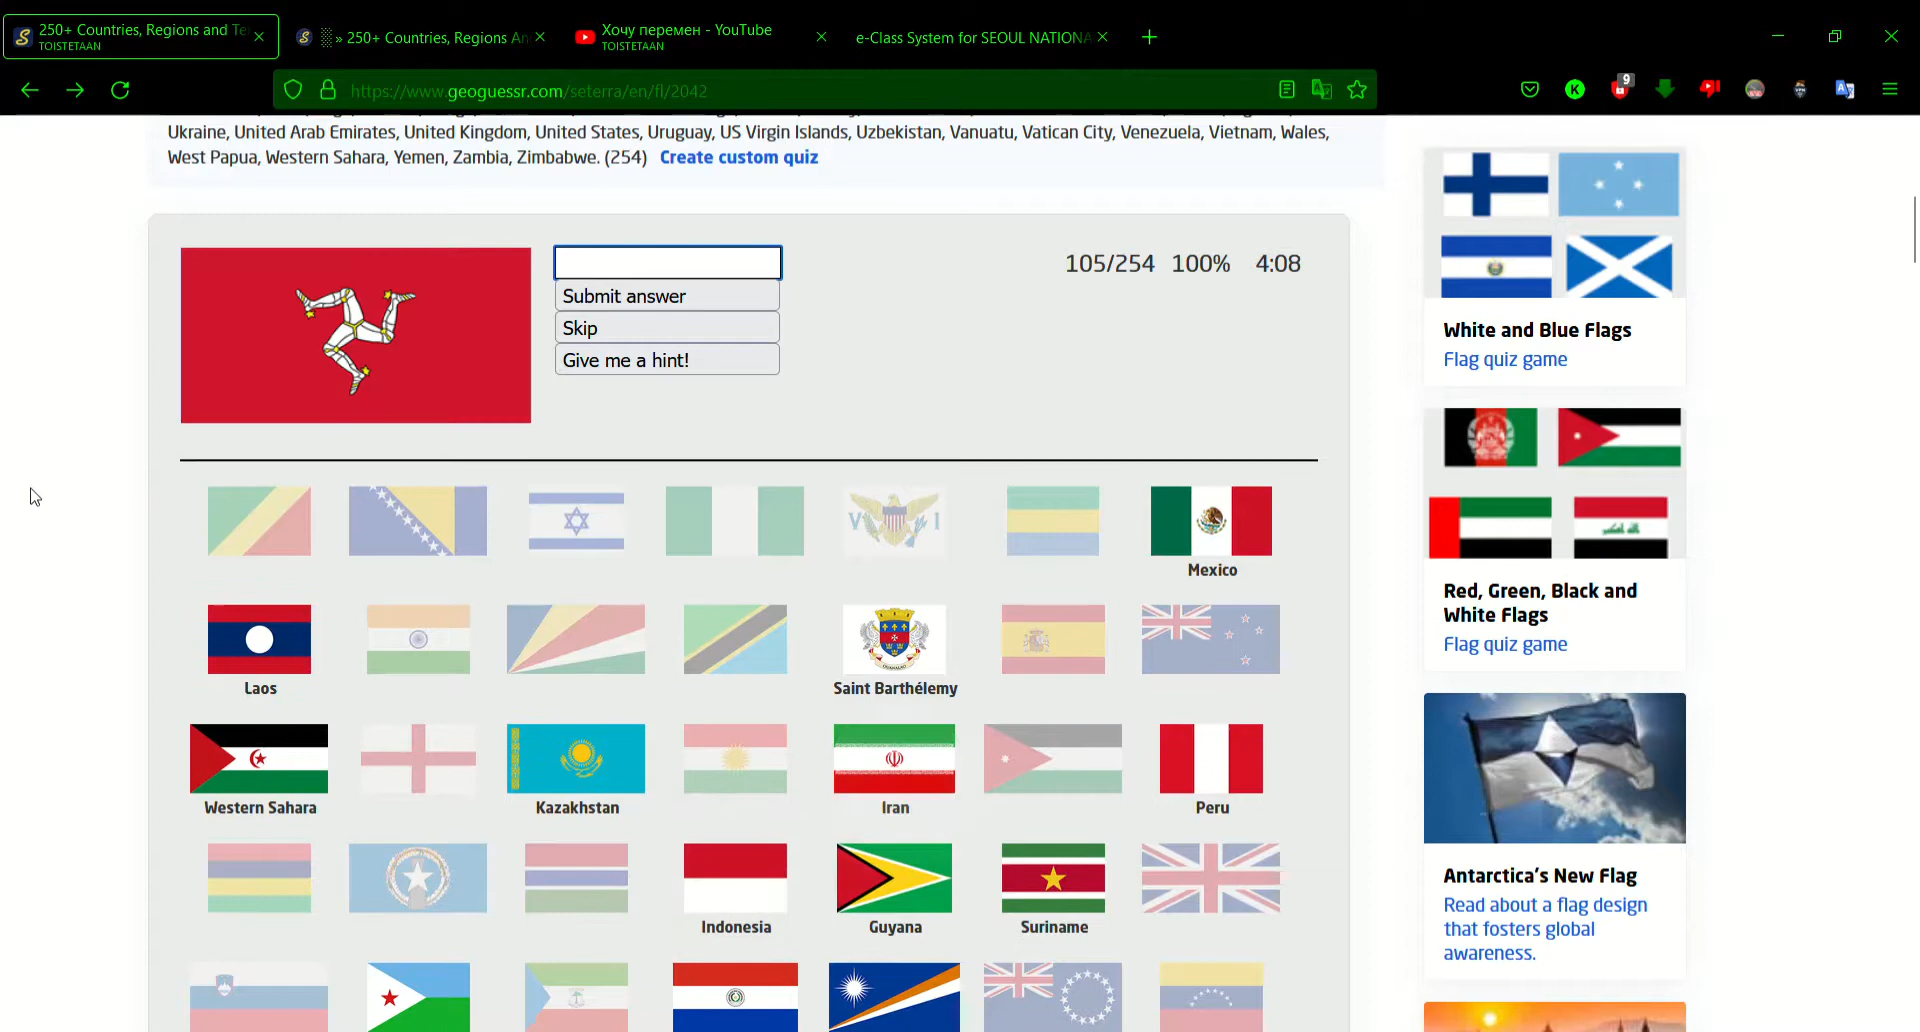 250+ Countries, Regions and Te
TOISTETAAN
» 250+ Countries, Regions An
Хочу перемен - YouTube
TOISTETAAN
e-Class System for SEOUL NATIONA
https://www.geoguessr.com/seterra/en/fl/2042
9
K
Ukraine, United Arab Emirates, United Kingdom, United States, Uruguay, US Virgin Islands, Uzbekistan, Vanuatu, Vatican City, Venezuela, Vietnam, Wales,
West Papua, Western Sahara, Yemen, Zambia, Zimbabwe. (254) Create custom quiz
105/254 100% 4:08
Submit answer
Skip
Give me a hint!
V I
Mexico
Laos
Saint Barthélemy
Western Sahara
Kazakhstan
Iran
Peru
Indonesia
Guyana
Suriname
White and Blue Flags
Flag quiz game
Red, Green, Black and
White Flags
Flag quiz game
Antarctica's New Flag
Read about a flag design
that fosters global
awareness.